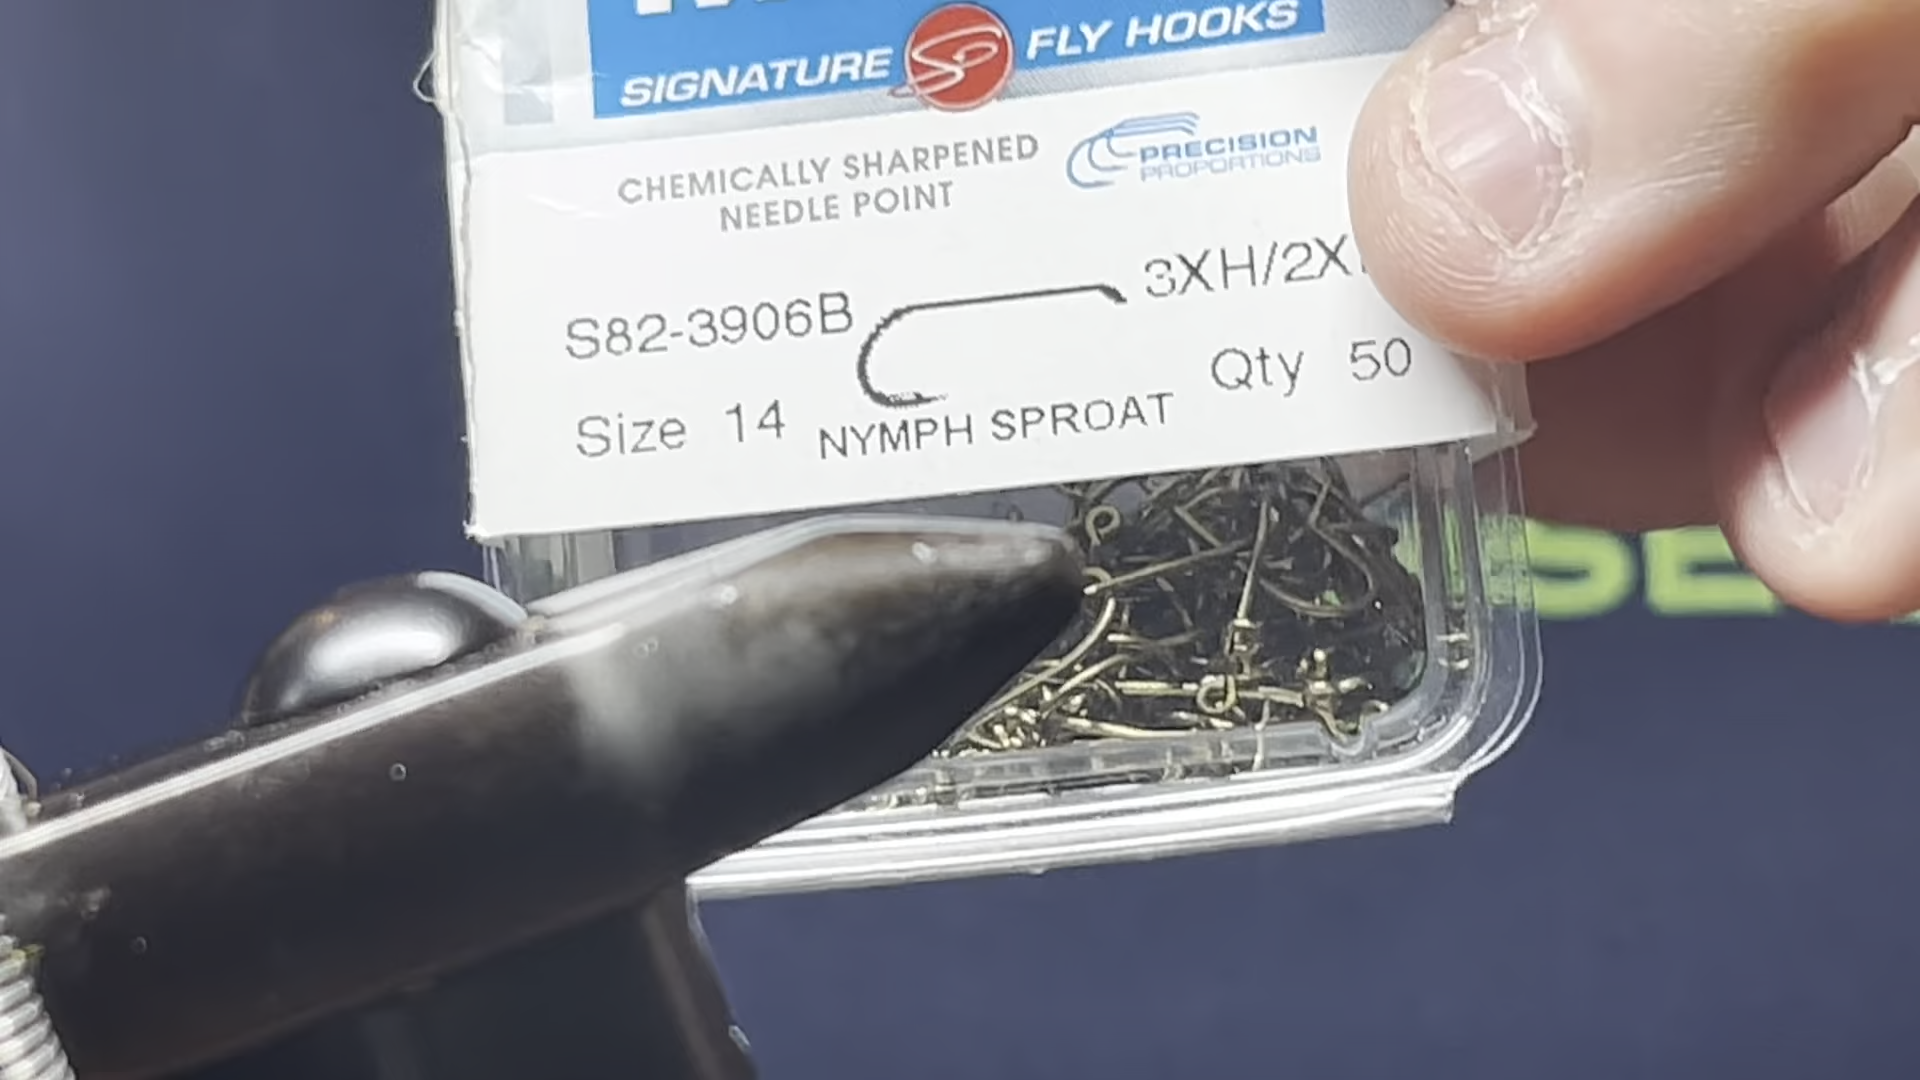 SIGNATURE SP FLY HOOKS
CHEMICALLY SHARPENED
NEEDLE POINT
PRECISION
PROPORTIONS
S82-3906B
3XH/2X
Size 14
NYMPH SPROAT
Qty 50